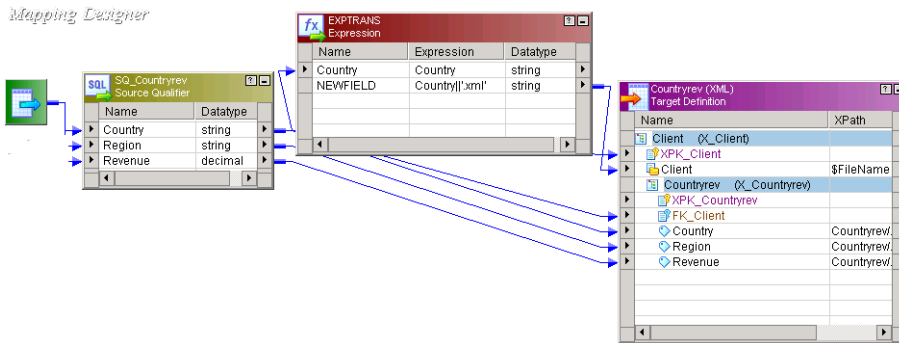 Mapping Designer
EXPTRANS
Expression
Name Expression Datatype
Country Country string
NEWFIELD Country||'.xml' string
SQL SQ_Countryrev
Source Qualifier
Name Datatype
Country string
Region string
Revenue decimal
Countryrev (XML)
Target Definition
Name XPath
Client (X_Client)
XPK_Client
Client $FileName
Countryrev (X_Countryrev)
XPK_Countryrev
FK_Client
Country Countryrev/.
Region Countryrev/.
Revenue Countryrev/.